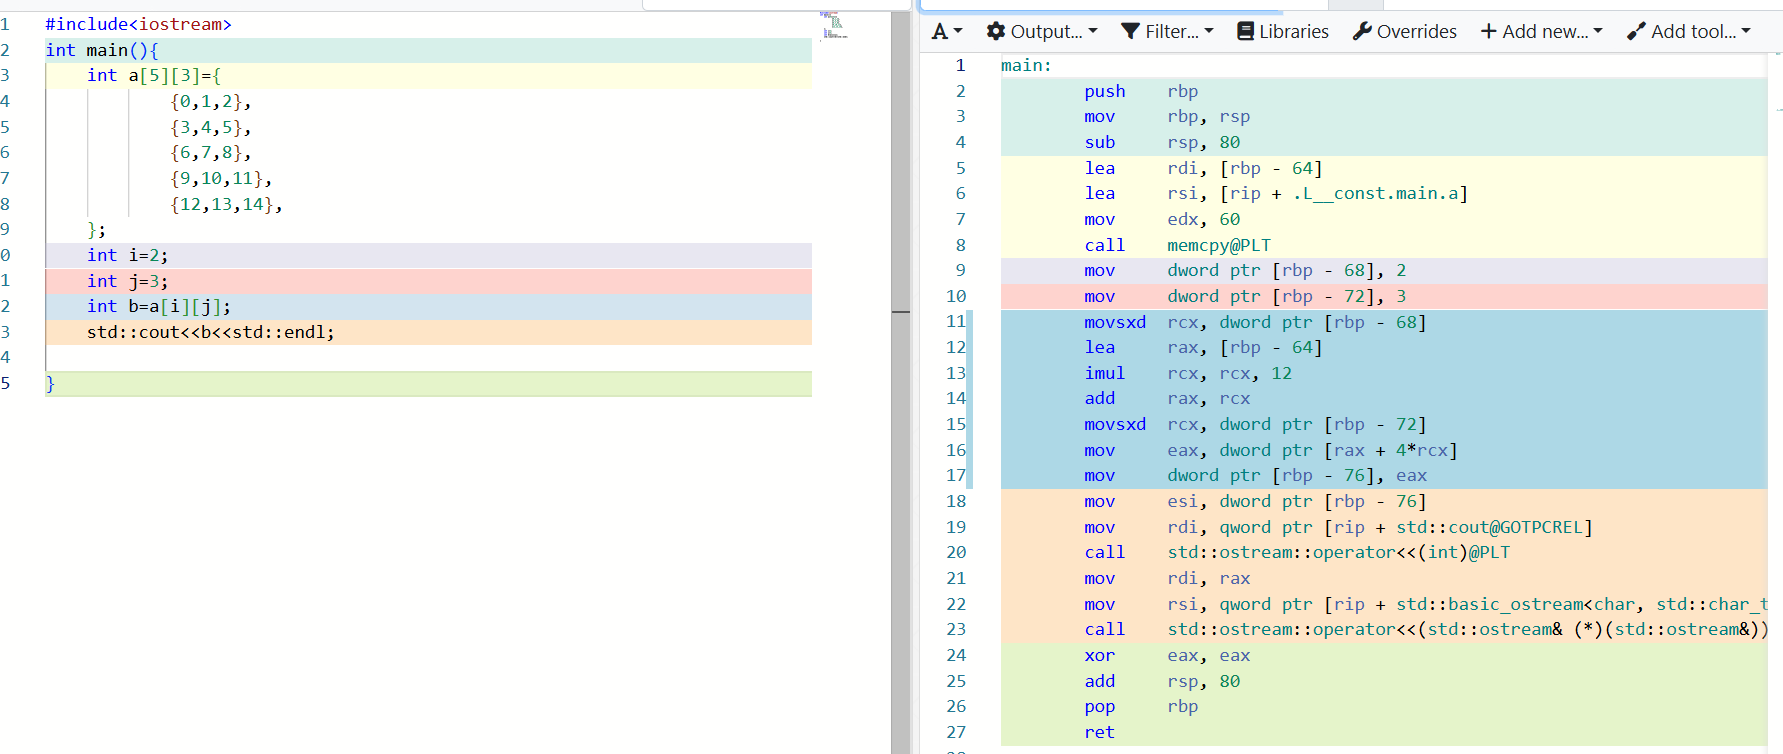 1 #include<iostream>
2 int main(){
3 int a[5][3]={
4 {0,1,2},
5 {3,4,5},
6 {6,7,8},
7 {9,10,11},
8 {12,13,14},
9 };
0 int i=2;
1 int j=3;
2 int b=a[i][j];
3 std::cout<<b<<std::endl;
4
5 }
A Output... Filter... Libraries Overrides + Add new... Add tool...
1 main:
2 push rbp
3 mov rbp, rsp
4 sub rsp, 80
5 lea rdi, [rbp - 64]
6 lea rsi, [rip + .L__const.main.a]
7 mov edx, 60
8 call memcpy@PLT
9 mov dword ptr [rbp - 68], 2
10 mov dword ptr [rbp - 72], 3
11 movsxd rcx, dword ptr [rbp - 68]
12 lea rax, [rbp - 64]
13 imul rcx, rcx, 12
14 add rax, rcx
15 movsxd rcx, dword ptr [rbp - 72]
16 mov eax, dword ptr [rax + 4*rcx]
17 mov dword ptr [rbp - 76], eax
18 mov esi, dword ptr [rbp - 76]
19 mov rdi, qword ptr [rip + std::cout@GOTPCREL]
20 call std::ostream::operator<<(int)@PLT
21 mov rdi, rax
22 mov rsi, qword ptr [rip + std::basic_ostream<char, std::char_t
23 call std::ostream::operator<<(std::ostream& (*)(std::ostream&))
24 xor eax, eax
25 add rsp, 80
26 pop rbp
27 ret